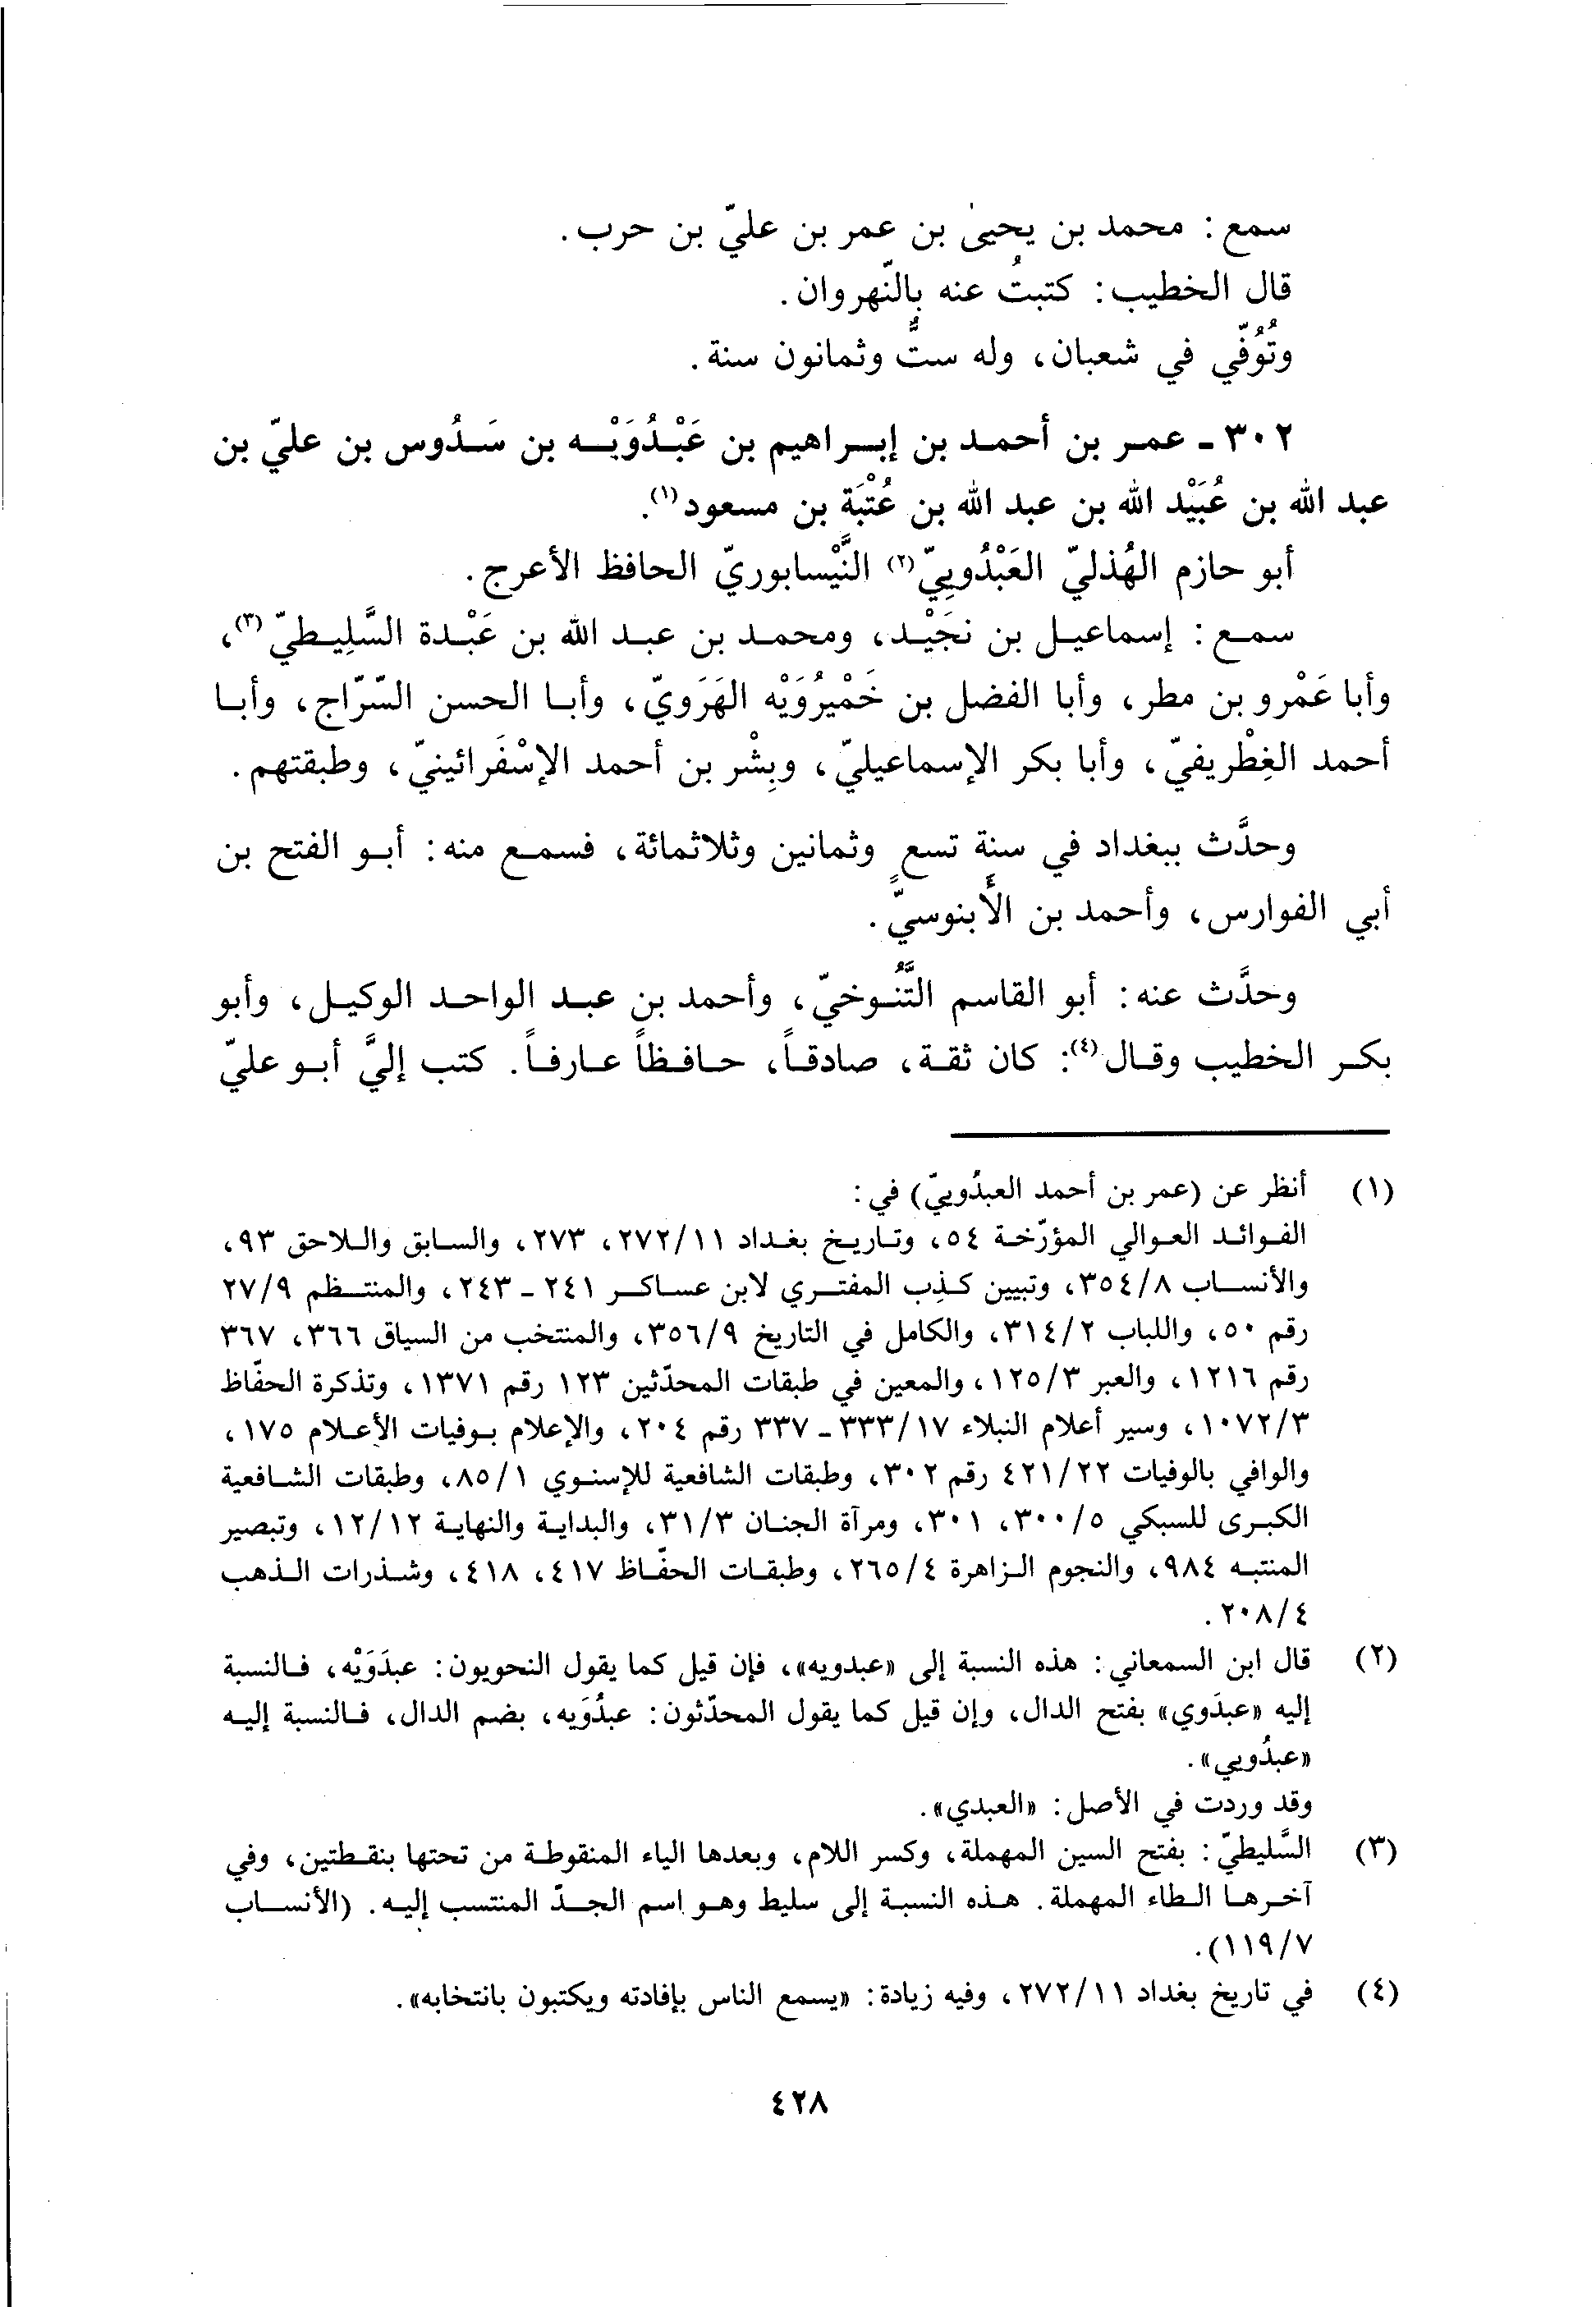 سمع : محمد بن يحيىٰ بن عمر بن عليّ بن حرب.
قال الخطيب: كتبتُ عنه بالنّهروان.
وتُوُفّي في شعبان، وله ستٌّ وثمانون سنة.
٣٠٢ ـ عمر بن أحمد بن إبراهيم بن عَبْدُوَيْه بن سَدُوس بن عليّ بن
عبد الله بن عُبَيْد الله بن عبد الله بن عُتْبَة بن مسعود(١).
أبو حازم الهُذليّ العَبْدُوِييّ(٢) النَّيْسابوريّ الحافظ الأعرج.
سمع : إسماعيل بن نجَيْد، ومحمد بن عبد الله بن عَبْدة السَّلِيطيّ(٣)،
وأبا عَمْرو بن مطر، وأبا الفضل بن خَمْيرُوَيْه الهَرَويّ، وأبا الحسن السّرّاج، وأبا
أحمد الغِطْريفيّ، وأبا بكر الإسماعيليّ، وبِشْر بن أحمد الإسْفَرائينيّ، وطبقتهم.
وحدَّث ببغداد في سنة تسعٍ وثمانين وثلاثمائة، فسمع منه: أبو الفتح بن
أبي الفوارس، وأحمد بن الأَبنوسيّ.
وحدَّث عنه: أبو القاسم التَّنُوخيّ، وأحمد بن عبد الواحد الوكيل، وأبو
بكر الخطيب وقال(٤): كان ثقة، صادقاً، حافظاً عارفاً. كتب إليَّ أبو عليّ
(١) أنظر عن (عمر بن أحمد العبدُوييّ) في:
الفوائد العوالي المؤرّخة ٥٤، وتاريخ بغداد ٢٧٢/١١، ٢٧٣، والسابق واللاحق ٩٣،
والأنساب ٣٥٤/٨، وتبيين كذِب المفتري لابن عساكر ٢٤١ ـ ٢٤٣، والمنتظم ٢٧/٩
رقم ٥٠، واللباب ٣١٤/٢، والكامل في التاريخ ٣٥٦/٩، والمنتخب من السياق ٣٦٦، ٣٦٧
رقم ١٢١٦، والعبر ١٢٥/٣، والمعين في طبقات المحدّثين ١٢٣ رقم ١٣٧١، وتذكرة الحفّاظ
١٠٧٢/٣، وسير أعلام النبلاء ٣٣٣/١٧ ـ ٣٣٧ رقم ٢٠٤، والإعلام بوفيات الأعلام ١٧٥،
والوافي بالوفيات ٤٢١/٢٢ رقم ٣٠٢، وطبقات الشافعية للإسنوي ٨٥/١، وطبقات الشافعية
الكبرى للسبكي ٣٠٠/٥، ٣٠١، ومرآة الجنان ٣١/٣، والبداية والنهاية ١٢/١٢، وتبصير
المنتبه ٩٨٤، والنجوم الزاهرة ٢٦٥/٤، وطبقات الحفّاظ ٤١٧، ٤١٨، وشذرات الذهب
٢٠٨/٤.
(٢) قال ابن السمعاني: هذه النسبة إلى «عبدويه»، فإن قيل كما يقول النحويون: عبدَوَيْه، فالنسبة
إليه «عبدَوي» بفتح الدال، وإن قيل كما يقول المحدّثون: عبدُوَيه، بضم الدال، فالنسبة إليه
«عبدُويي».
وقد وردت في الأصل: «العبدي».
(٣) السَّليطيّ: بفتح السين المهملة، وكسر اللام، وبعدها الياء المنقوطة من تحتها بنقطتين، وفي
آخرها الطاء المهملة. هذه النسبة إلى سليط وهو اسم الجدّ المنتسب إليه. (الأنساب
١١٩/٧).
(٤) في تاريخ بغداد ٢٧٢/١١، وفيه زيادة: «يسمع الناس بإفادته ويكتبون بانتخابه».
٤٢٨